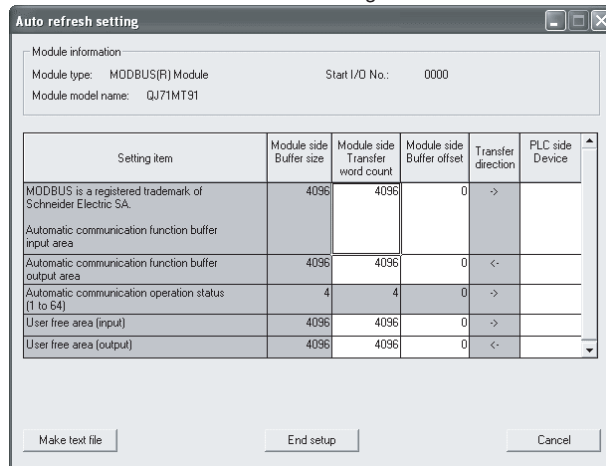 Auto refresh setting
Module information
Module type: MODBUS(R) Module Start I/O No.: 0000
Module model name: QJ71MT91
Setting item
Module side Buffer size
Module side Transfer word count
Module side Buffer offset
Transfer direction
PLC side Device
MODBUS is a registered trademark of
Schneider Electric SA.
Automatic communication function buffer
input area
4096 4096 0 ->
Automatic communication function buffer
output area
4096 4096 0 <-
Automatic communication operation status
(1 to 64)
4 4 0 ->
User free area (input) 4096 4096 0 ->
User free area (output) 4096 4096 0 <-
Make text file End setup Cancel